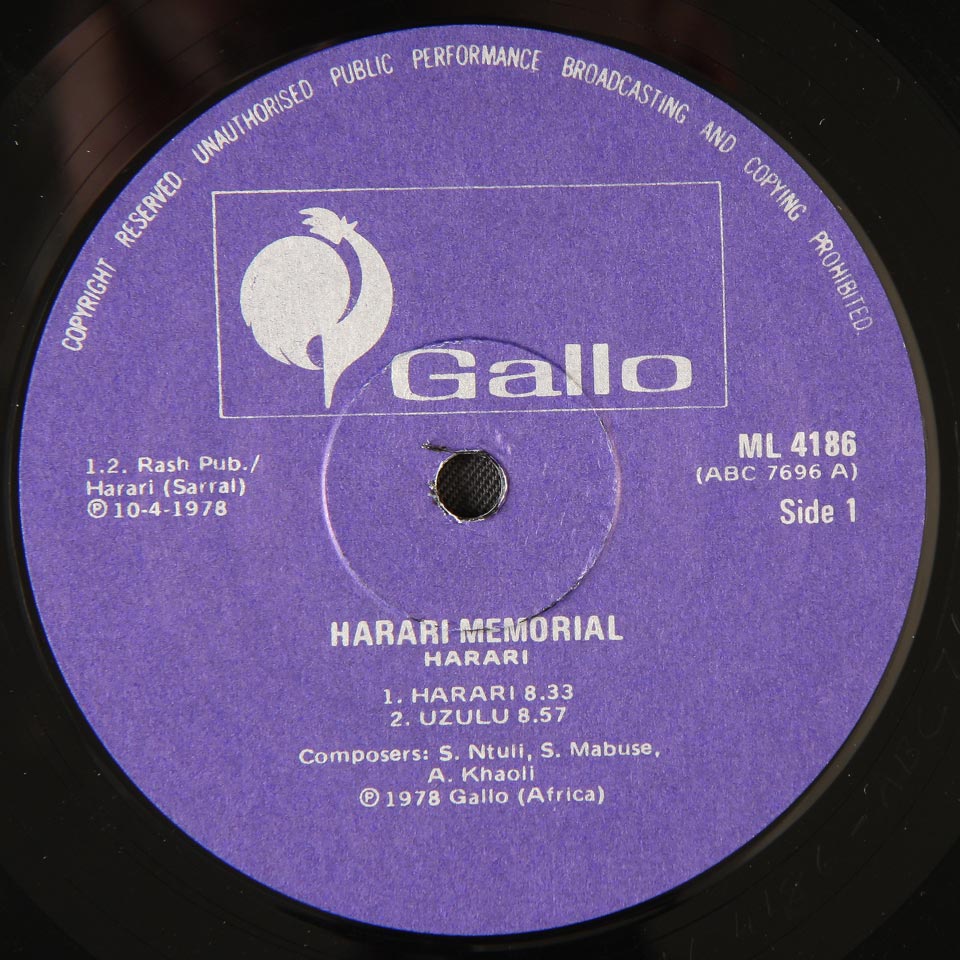 COPYRIGHT RESERVED. UNAUTHORISED PUBLIC PERFORMANCE BROADCASTING AND COPYING PROHIBITED.
Gallo
1.2. Rash Pub./
Harari (Sarral)
Ⓟ 10-4-1978
ML 4186
(ABC 7696 A)
Side 1
HARARI MEMORIAL
HARARI
1. HARARI 8.33
2. UZULU 8.57
Composers: S. Ntuli, S. Mabuse,
A. Khaoli
Ⓟ 1978 Gallo (Africa)